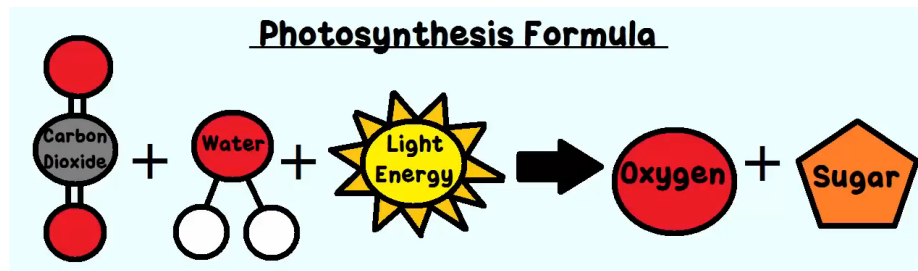 Photosynthesis Formula
Carbon
Dioxide
+
Water
+
Light
Energy
Oxygen
+
Sugar